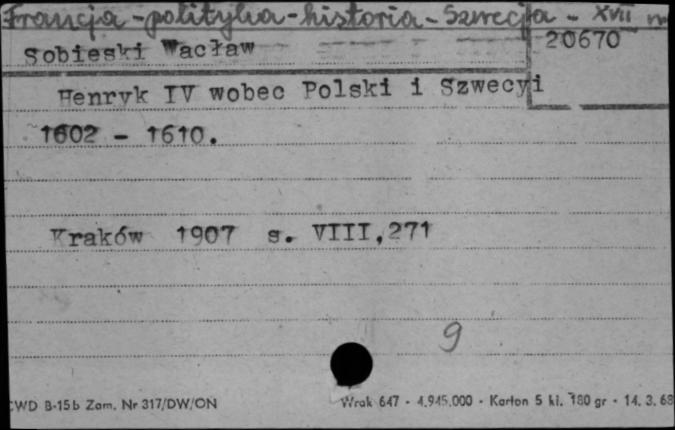 Francja - polityka - historia - Szwecja - XVII w
Sobieski Wacław
20670
Henryk IV wobec Polski i Szwecyi
1602 - 1610.
Kraków 1907 s. VIII,271
9
CWD B-15b Zam. Nr 317/DW/ON
Wrak 647 - 4.945.000 - Karton 5 kl. 180 gr - 14. 3. 68